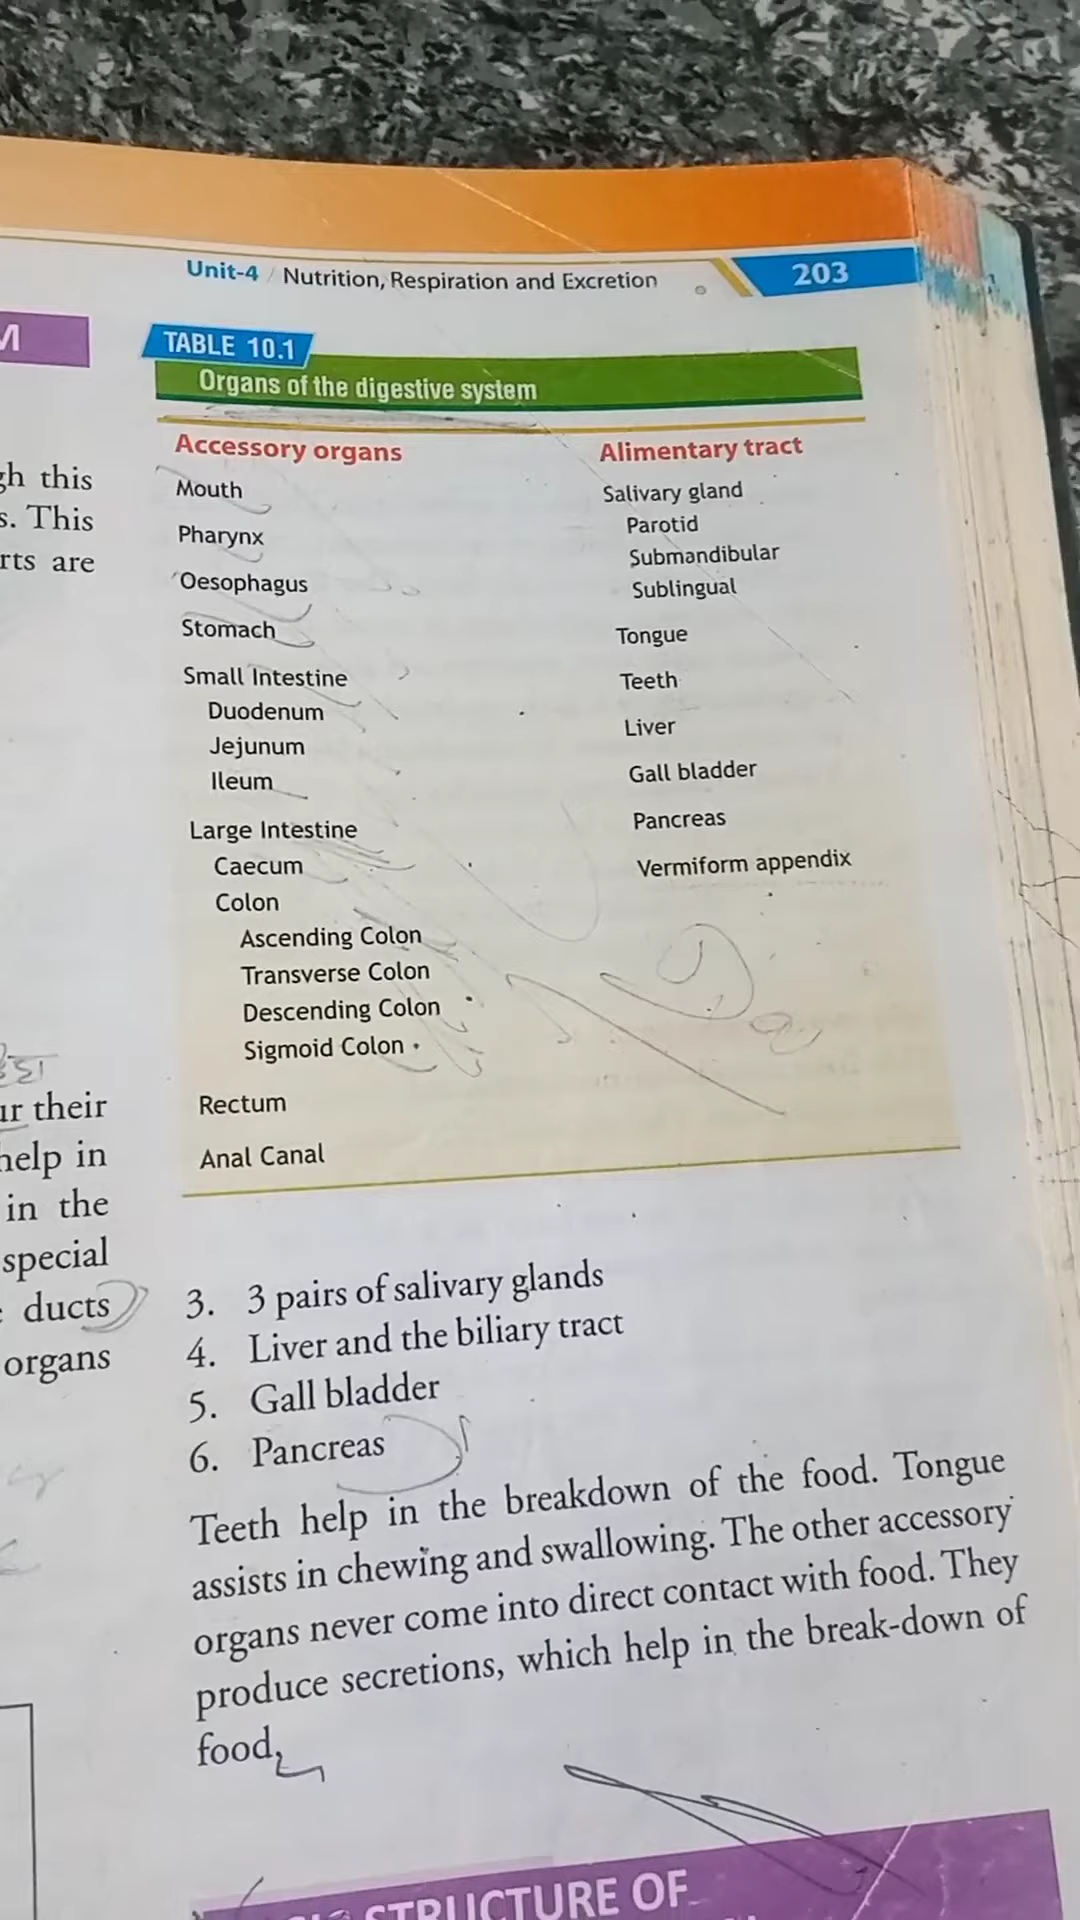 Unit-4 / Nutrition, Respiration and Excretion
203
M
gh this
s. This
rts are
ur their
help in
in the
special
ducts
organs
TABLE 10.1
Organs of the digestive system
Accessory organs
Mouth
Pharynx
Oesophagus
Stomach
Small Intestine
Duodenum
Jejunum
Ileum
Large Intestine
Caecum
Colon
Ascending Colon
Transverse Colon
Descending Colon
Sigmoid Colon
Rectum
Anal Canal
Alimentary tract
Salivary gland
Parotid
Submandibular
Sublingual
Tongue
Teeth
Liver
Gall bladder
Pancreas
Vermiform appendix
3. 3 pairs of salivary glands
4. Liver and the biliary tract
5. Gall bladder
6. Pancreas
Teeth help in the breakdown of the food. Tongue
assists in chewing and swallowing. The other accessory
organs never come into direct contact with food. They
produce secretions, which help in the break-down of
food.
STRUCTURE OF